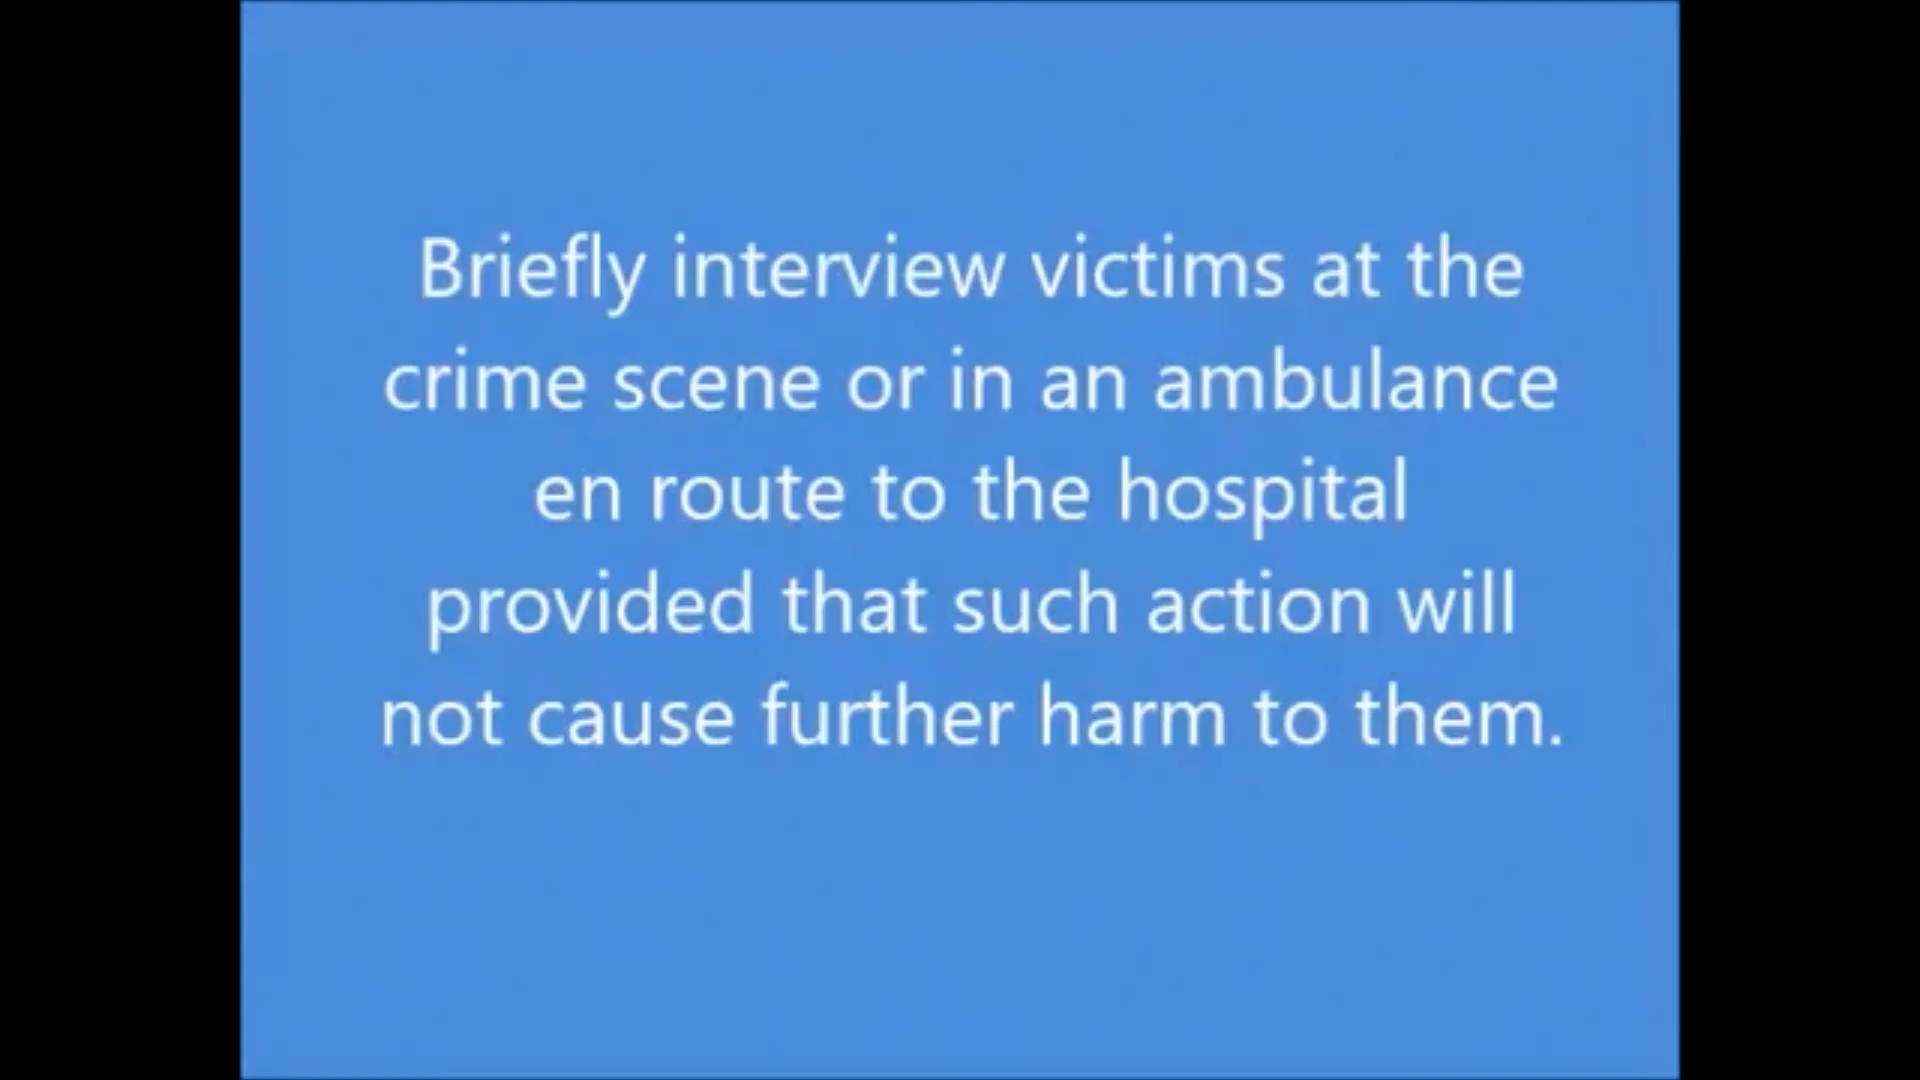 Briefly interview victims at the
crime scene or in an ambulance
en route to the hospital
provided that such action will
not cause further harm to them.